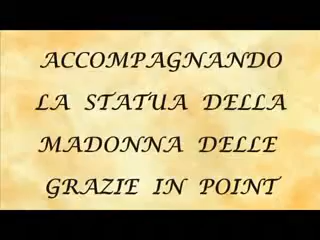 ACCOMPAGNANDO
LA STATUA DELLA
MADONNA DELLE
GRAZIE IN POINT